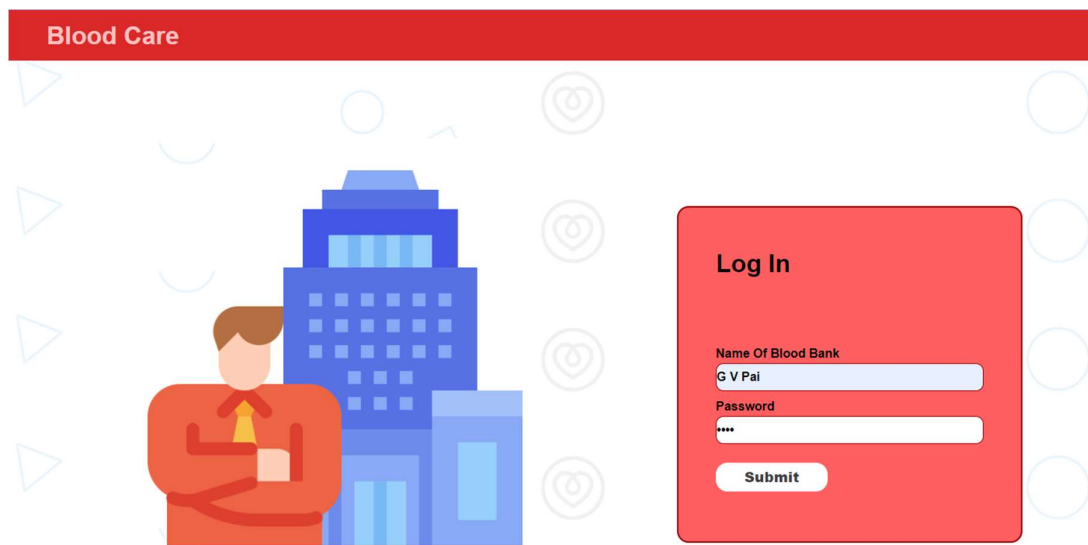 Blood Care
Log In
Name Of Blood Bank
G V Pai
Password
••••
Submit